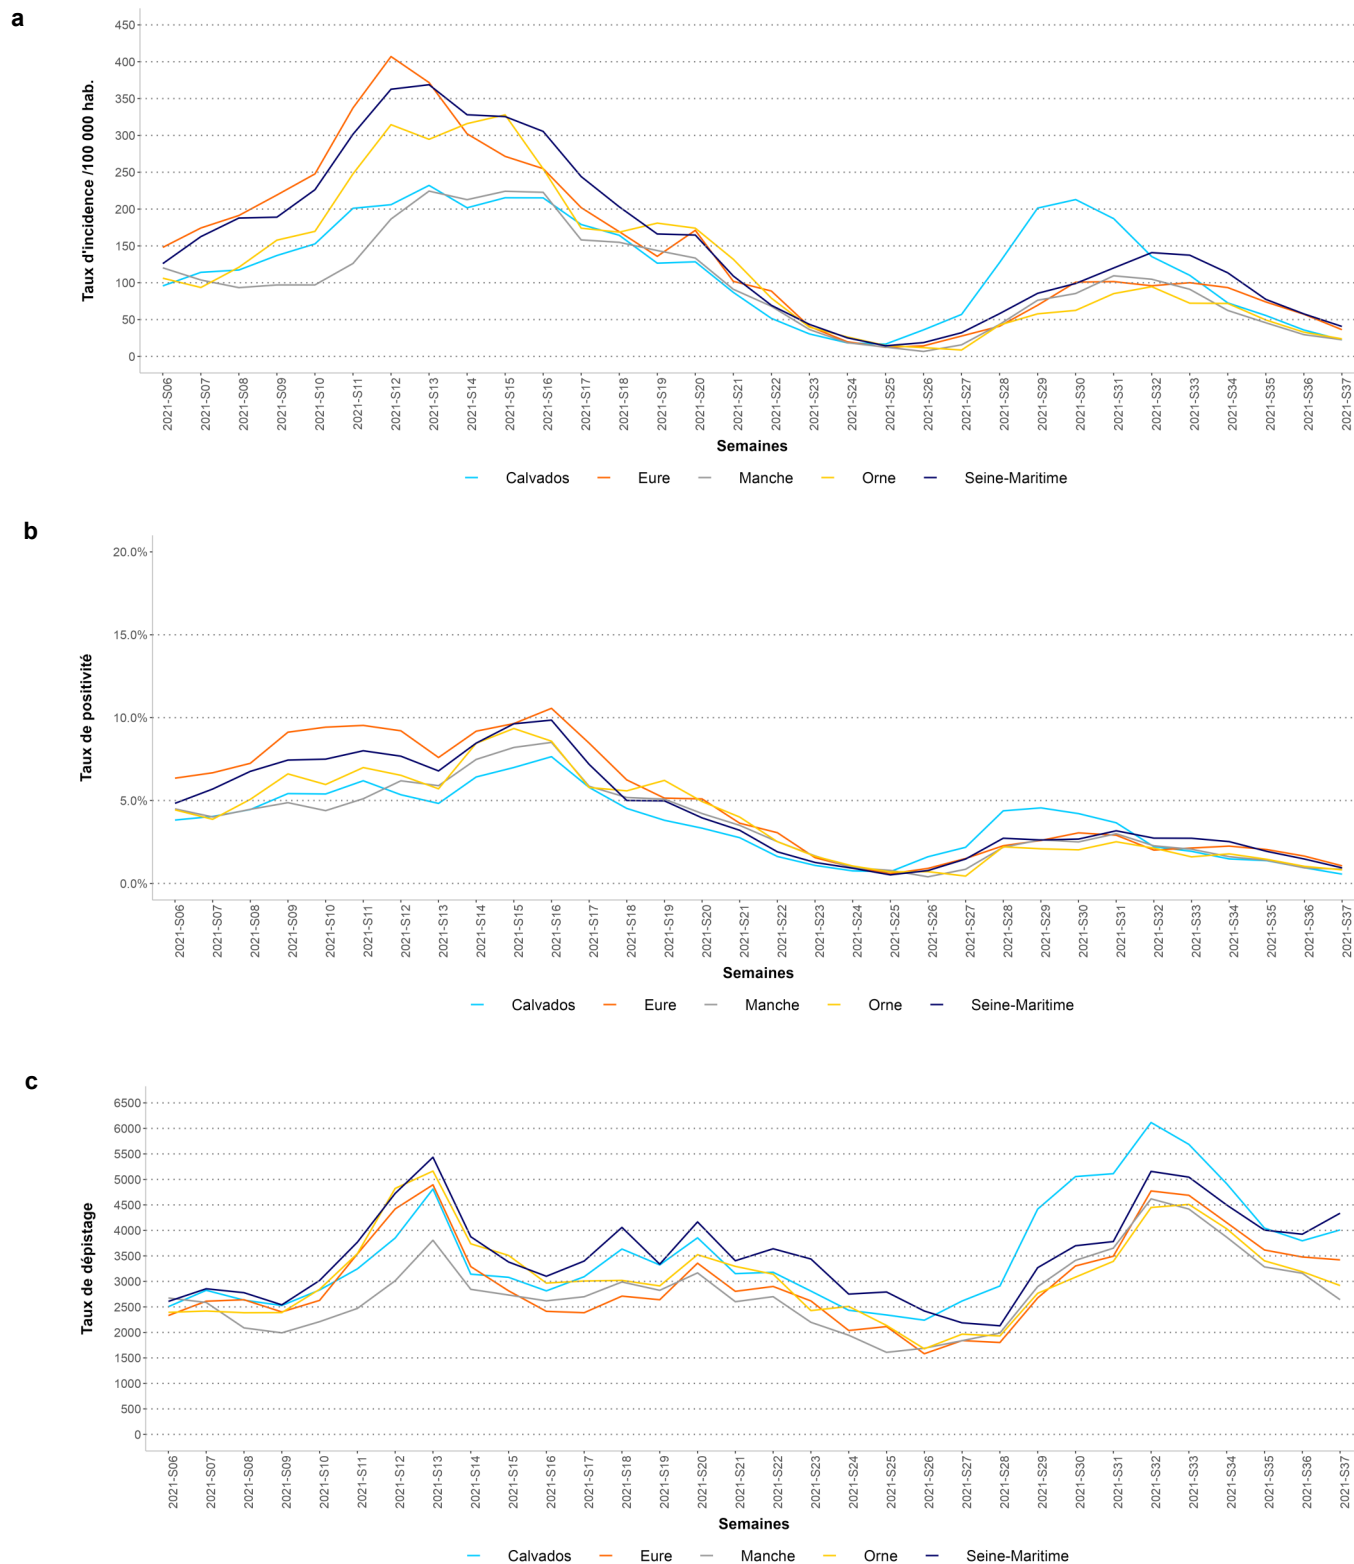 a
Taux d'incidence /100 000 hab.
450
400
350
300
250
200
150
100
50
0
2021-S06 2021-S07 2021-S08 2021-S09 2021-S10 2021-S11 2021-S12 2021-S13 2021-S14 2021-S15 2021-S16 2021-S17 2021-S18 2021-S19 2021-S20 2021-S21 2021-S22 2021-S23 2021-S24 2021-S25 2021-S26 2021-S27 2021-S28 2021-S29 2021-S30 2021-S31 2021-S32 2021-S33 2021-S34 2021-S35 2021-S36 2021-S37
Semaines
Calvados Eure Manche Orne Seine-Maritime
b
Taux de positivité
20.0%
15.0%
10.0%
5.0%
0.0%
2021-S06 2021-S07 2021-S08 2021-S09 2021-S10 2021-S11 2021-S12 2021-S13 2021-S14 2021-S15 2021-S16 2021-S17 2021-S18 2021-S19 2021-S20 2021-S21 2021-S22 2021-S23 2021-S24 2021-S25 2021-S26 2021-S27 2021-S28 2021-S29 2021-S30 2021-S31 2021-S32 2021-S33 2021-S34 2021-S35 2021-S36 2021-S37
Semaines
Calvados Eure Manche Orne Seine-Maritime
c
Taux de dépistage
6500
6000
5500
5000
4500
4000
3500
3000
2500
2000
1500
1000
500
0
2021-S06 2021-S07 2021-S08 2021-S09 2021-S10 2021-S11 2021-S12 2021-S13 2021-S14 2021-S15 2021-S16 2021-S17 2021-S18 2021-S19 2021-S20 2021-S21 2021-S22 2021-S23 2021-S24 2021-S25 2021-S26 2021-S27 2021-S28 2021-S29 2021-S30 2021-S31 2021-S32 2021-S33 2021-S34 2021-S35 2021-S36 2021-S37
Semaines
Calvados Eure Manche Orne Seine-Maritime